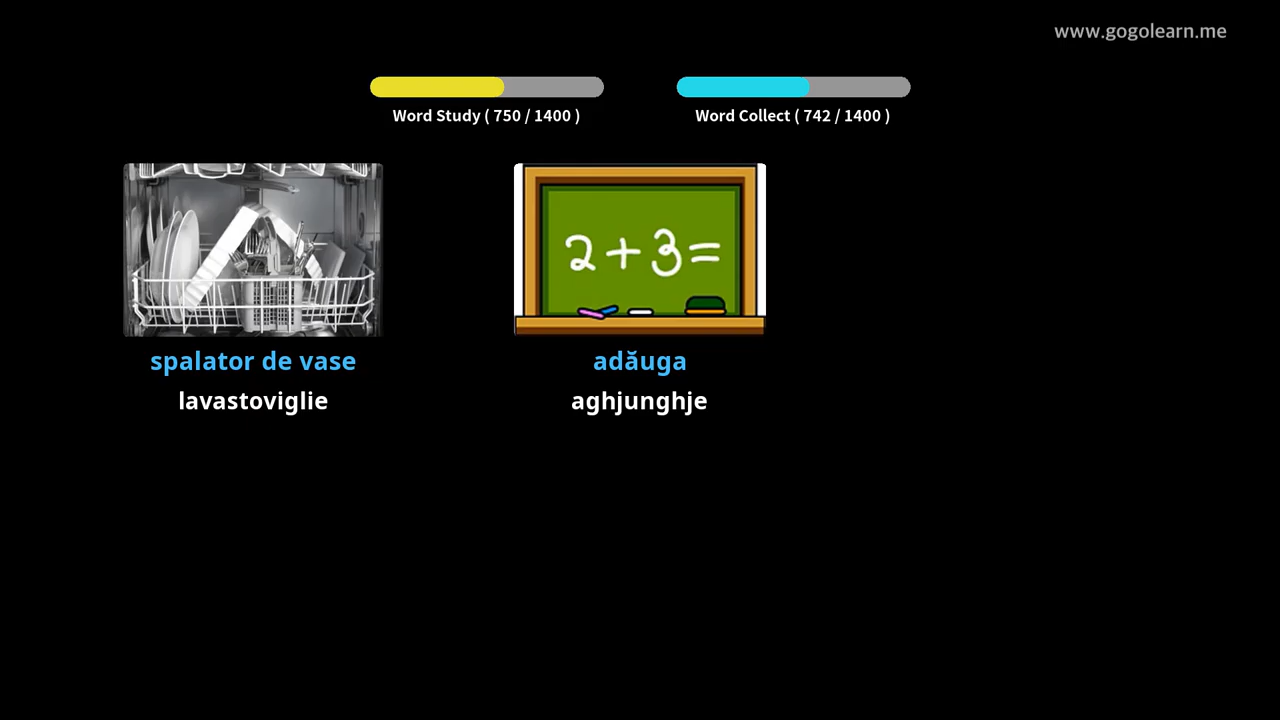 www.gogolearn.me
Word Study ( 750 / 1400 )
Word Collect ( 742 / 1400 )
2+3=
spalator de vase
adăuga
lavastoviglie
aghjunghje